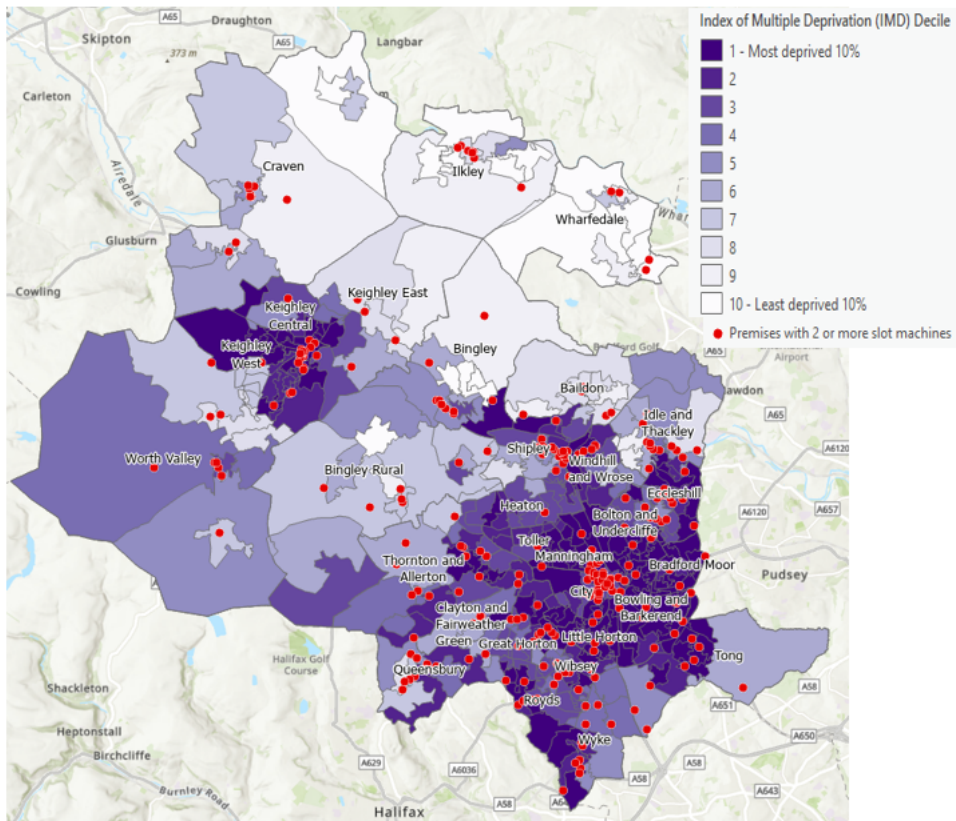 Index of Multiple Deprivation (IMD) Decile
1 - Most deprived 10%
2
3
4
5
6
7
8
9
10 - Least deprived 10%
Premises with 2 or more slot machines
A65
Draughton
Skipton
A65
Langbar
373 m
Carleton
Airedale
Craven
Ilkley
Wharfedale
Glusburn
Cowling
Keighley East
Keighley
Central
Bingley
Keighley
West
A65
Airport
Baildon
A65
Idle and
Thackley
A6120
Shipley
Windhill
and Wrose
Worth Valley
Bingley Rural
Eccleshill
A657
Heaton
Bolton and
Undercliffe
A6120
Toller
Manningham
Bradford Moor
Thornton and
Allerton
Pudsey
City
Bowling and
Barkerend
Clayton and
Fairweather
Green
Great Horton
Little Horton
Tong
Halifax Golf
Course
Queensbury
Wibsey
Shackleton
A58
Royds
A651
Heptonstall
Wyke
A650
Birchcliffe
A629
A6036
A58
A58
A643
Burnley Road
A58
Halifax